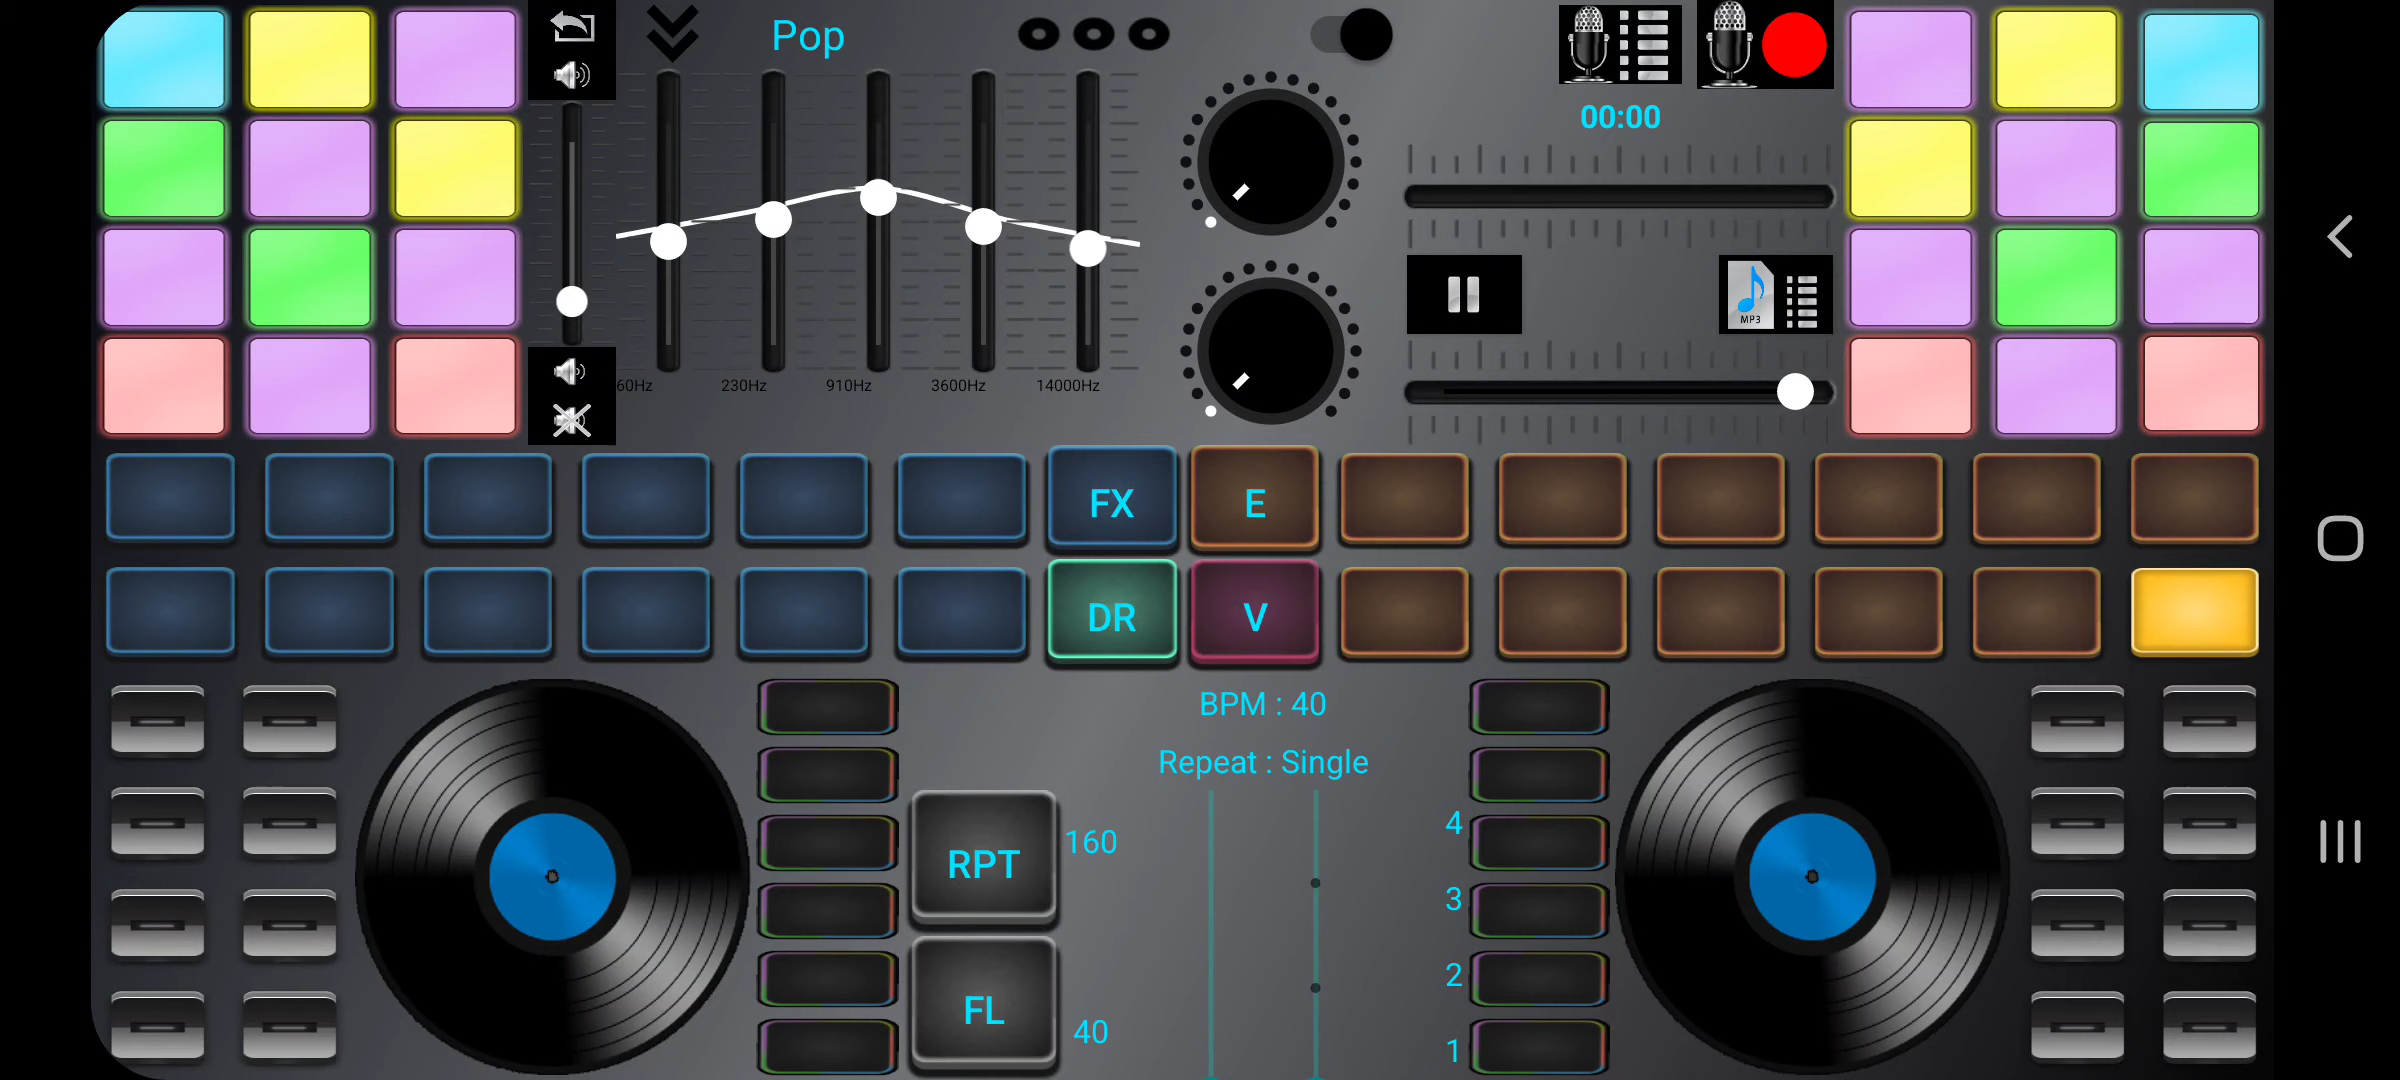 Pop
00:00
MP3
60Hz 230Hz 910Hz 3600Hz 14000Hz
FX E
DR V
BPM : 40
Repeat : Single
RPT 160 4
3
2
FL 40 1